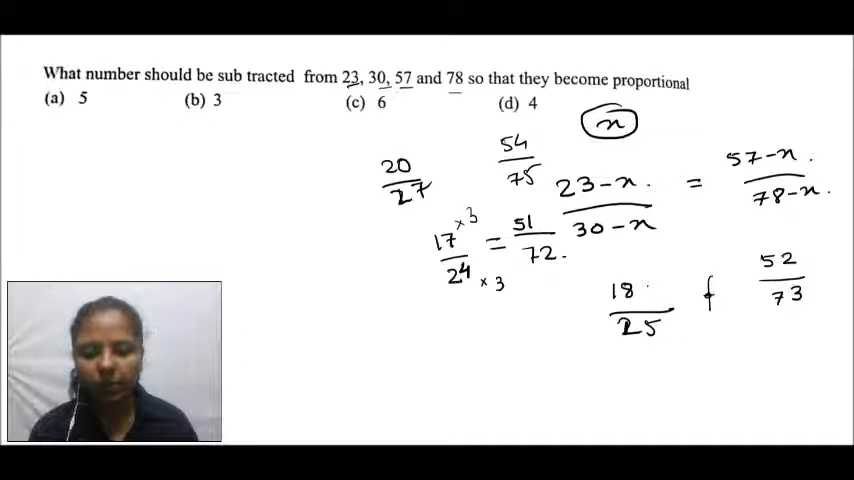 What number should be sub tracted from 23, 30, 57 and 78 so that they become proportional
(a) 5 (b) 3 (c) 6 (d) 4
x
20/27 54/75 23-x/30-x = 57-x/78-x
17×3/24×3 = 51/72
18/25 ≠ 52/73